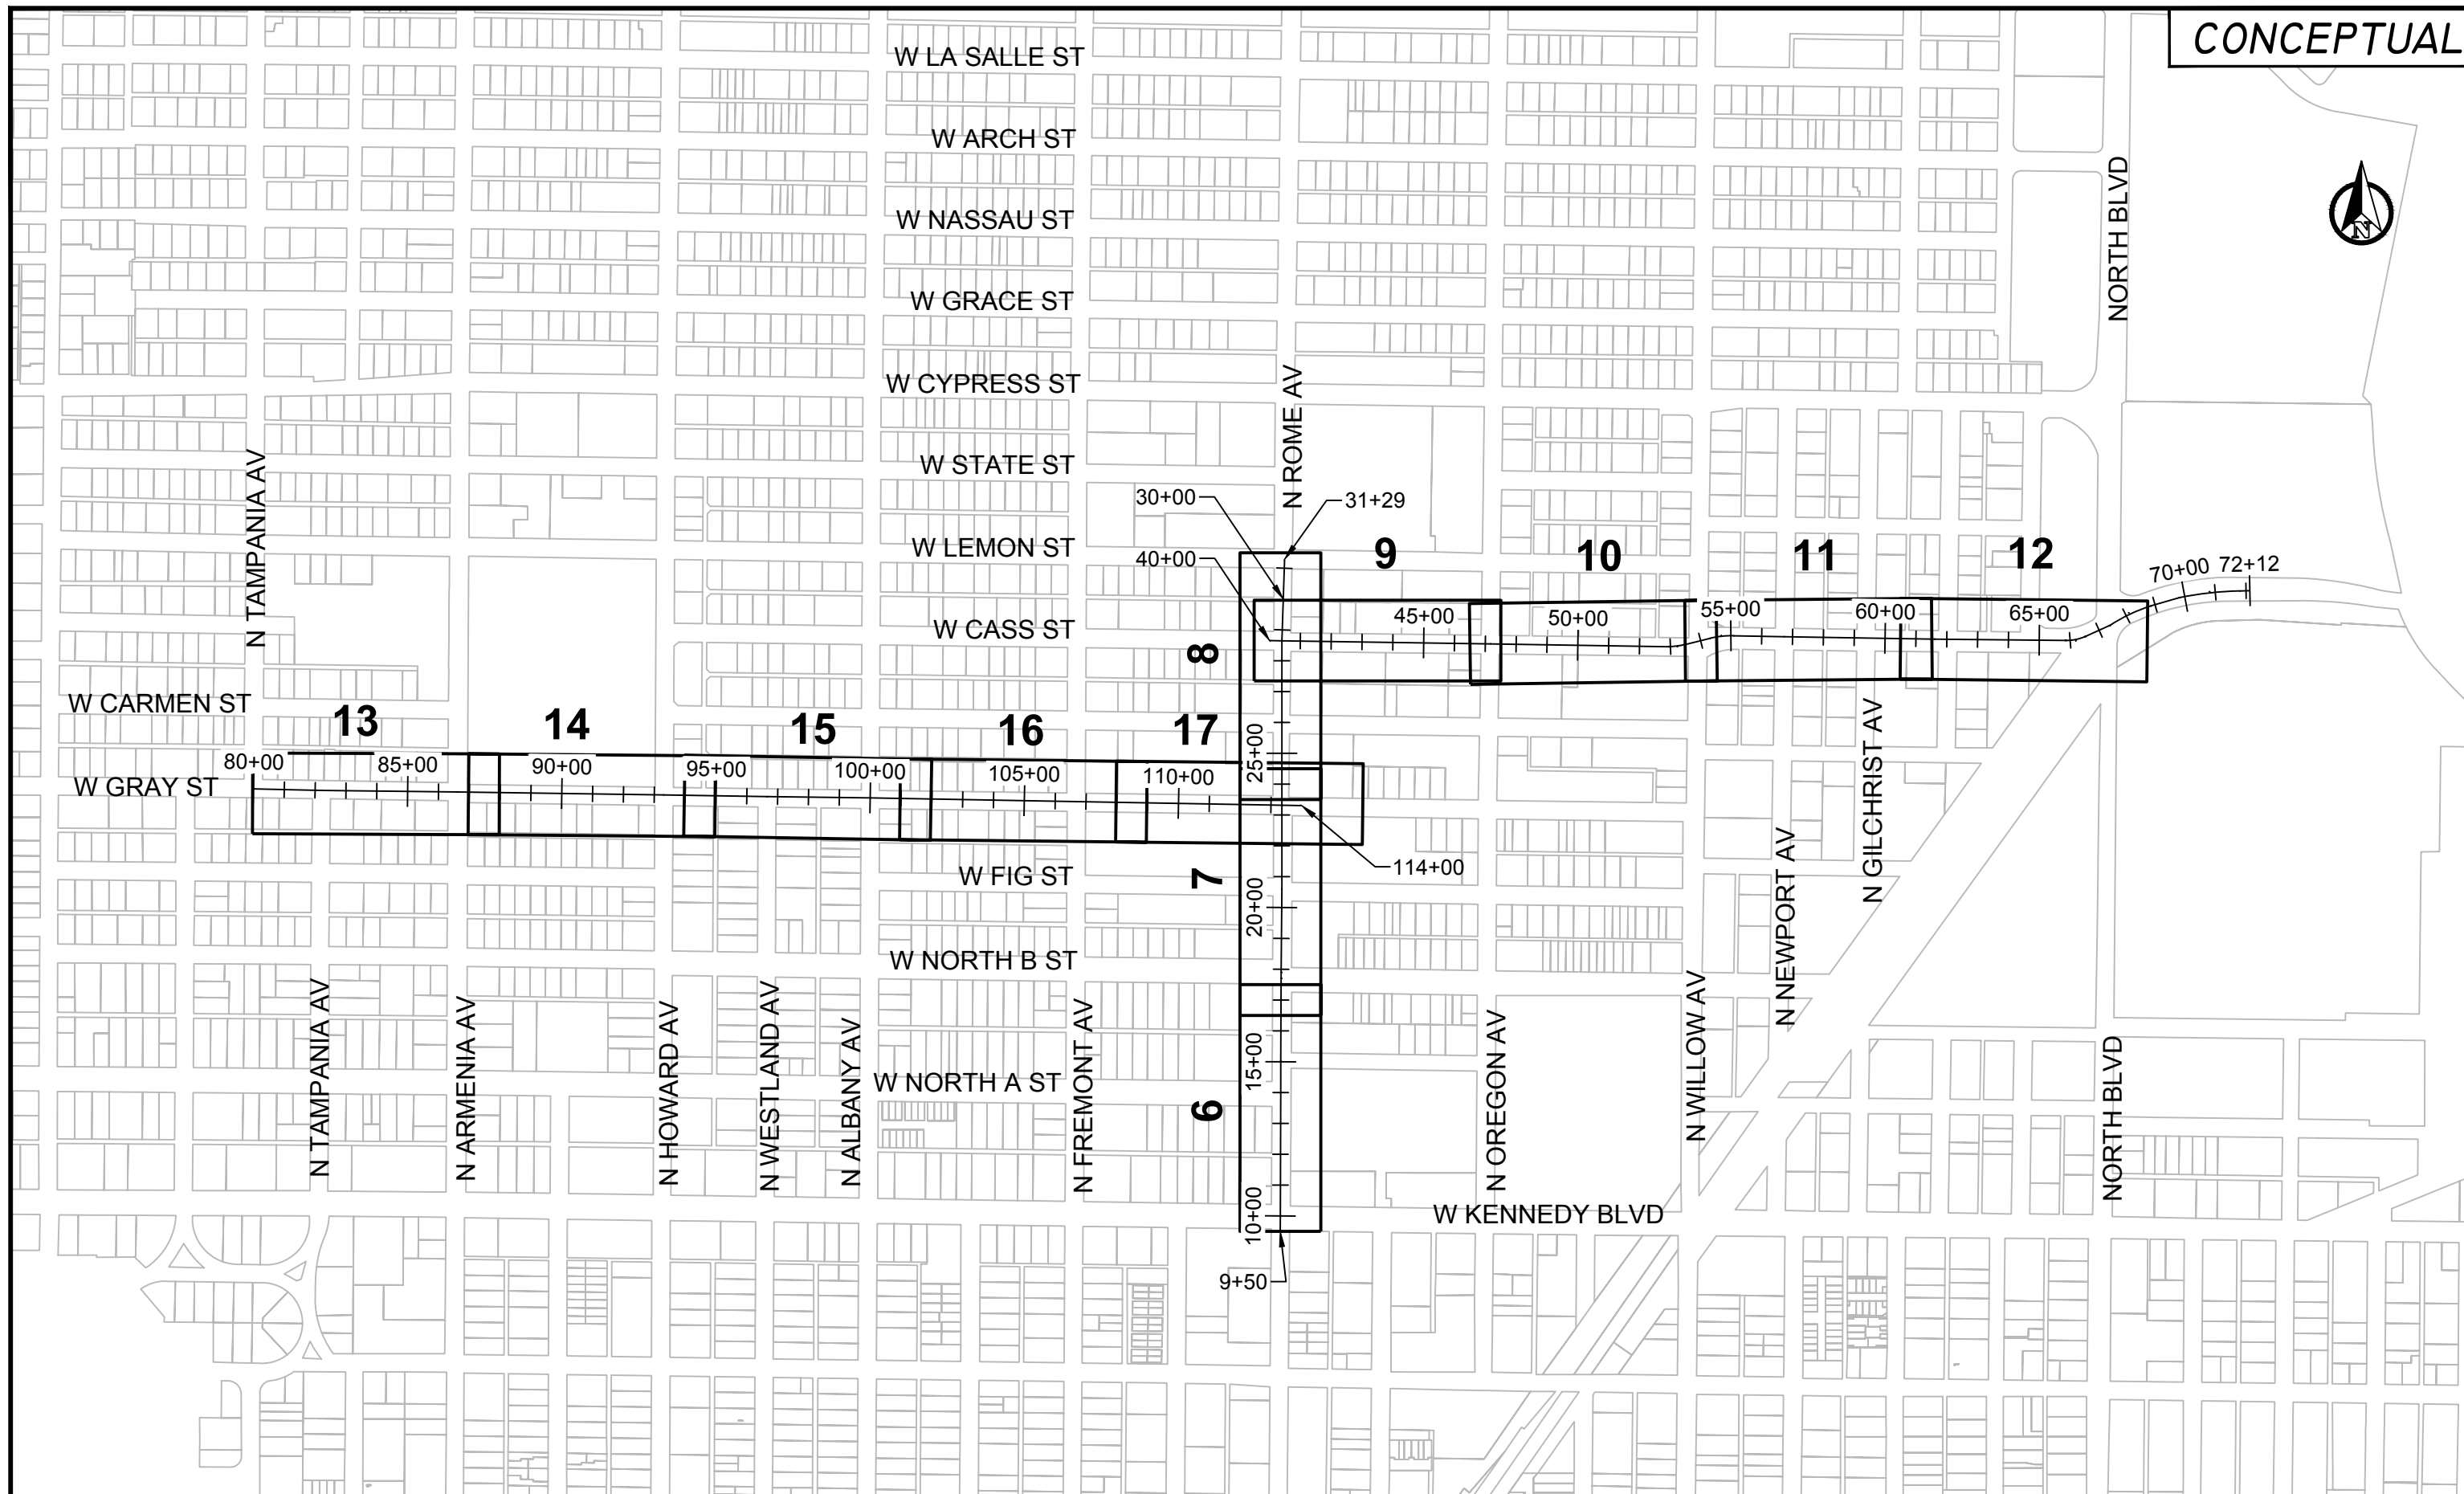 CONCEPTUAL
W LA SALLE ST
W ARCH ST
W NASSAU ST
NORTH BLVD
N
W GRACE ST
W CYPRESS ST
N ROME AV
W STATE ST
N TAMPANIA AV
30+00
31+29
W LEMON ST
40+00
9
10
11
12
70+00
72+12
45+00
50+00
55+00
60+00
65+00
W CASS ST
8
W CARMEN ST
13
14
15
16
17
80+00
85+00
90+00
95+00
100+00
105+00
110+00
25+00
W GRAY ST
N GILCHRIST AV
114+00
W FIG ST
7
20+00
N NEWPORT AV
W NORTH B ST
N TAMPANIA AV
N ARMENIA AV
N HOWARD AV
N WESTLAND AV
N ALBANY AV
N FREMONT AV
W NORTH A ST
15+00
6
N OREGON AV
N WILLOW AV
NORTH BLVD
10+00
W KENNEDY BLVD
9+50